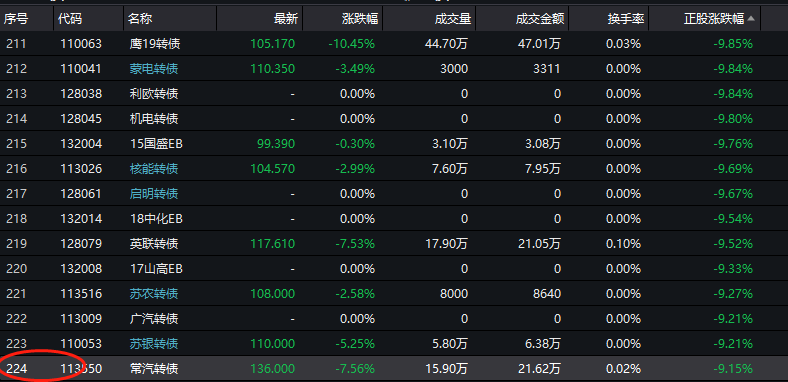 序号 代码 名称 最新 涨跌幅 成交量 成交金额 换手率 正股涨跌幅
211 110063 鹰19转债 105.170 -10.45% 44.70万 47.01万 0.03% -9.85%
212 110041 蒙电转债 110.350 -3.49% 3000 3311 0.00% -9.84%
213 128038 利欧转债 - 0.00% 0 0 0.00% -9.84%
214 128045 机电转债 - 0.00% 0 0 0.00% -9.80%
215 132004 15国盛EB 99.390 -0.30% 3.10万 3.08万 0.00% -9.76%
216 113026 核能转债 104.570 -2.99% 7.60万 7.95万 0.00% -9.69%
217 128061 启明转债 - 0.00% 0 0 0.00% -9.67%
218 132014 18中化EB - 0.00% 0 0 0.00% -9.54%
219 128079 英联转债 117.610 -7.53% 17.90万 21.05万 0.10% -9.52%
220 132008 17山高EB - 0.00% 0 0 0.00% -9.33%
221 113516 苏农转债 108.000 -2.58% 8000 8640 0.00% -9.27%
222 113009 广汽转债 - 0.00% 0 0 0.00% -9.21%
223 110053 苏银转债 110.000 -5.25% 5.80万 6.38万 0.00% -9.21%
224 113550 常汽转债 136.000 -7.56% 15.90万 21.62万 0.02% -9.15%